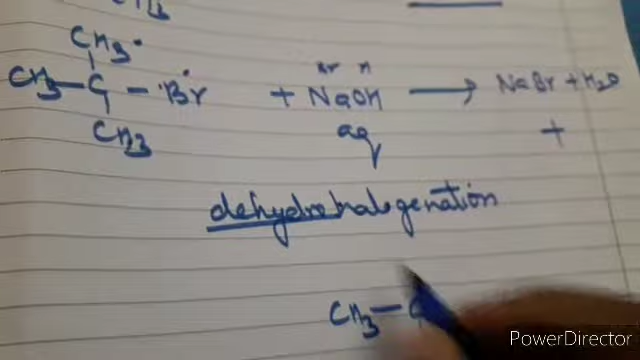 CH3
CH3—C—Br + NaOH ⟶ NaBr + H2O
CH3 aq +
dehydrohalogenation
CH3—C
PowerDirector